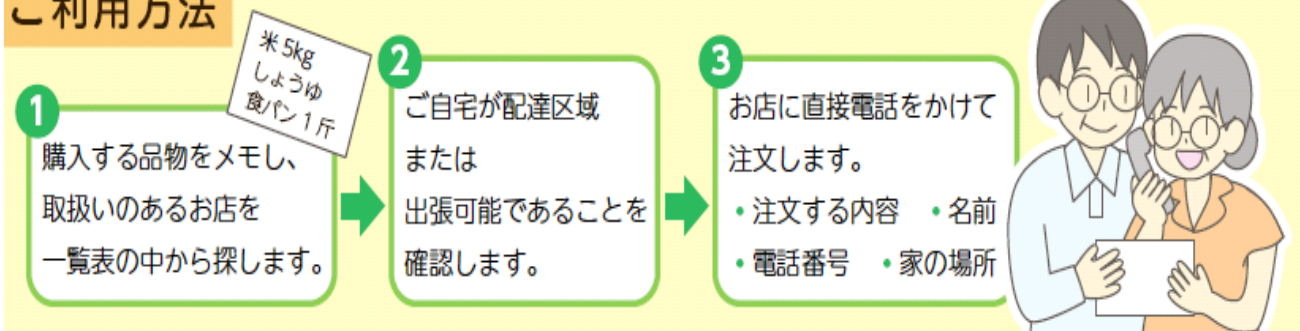 ご利用方法
米5kg
しょうゆ
食パン1斤
1
購入する品物をメモし、
取扱いのあるお店を
一覧表の中から探します。
2
ご自宅が配達区域
または
出張可能であることを
確認します。
3
お店に直接電話をかけて
注文します。
・注文する内容 ・名前
・電話番号 ・家の場所